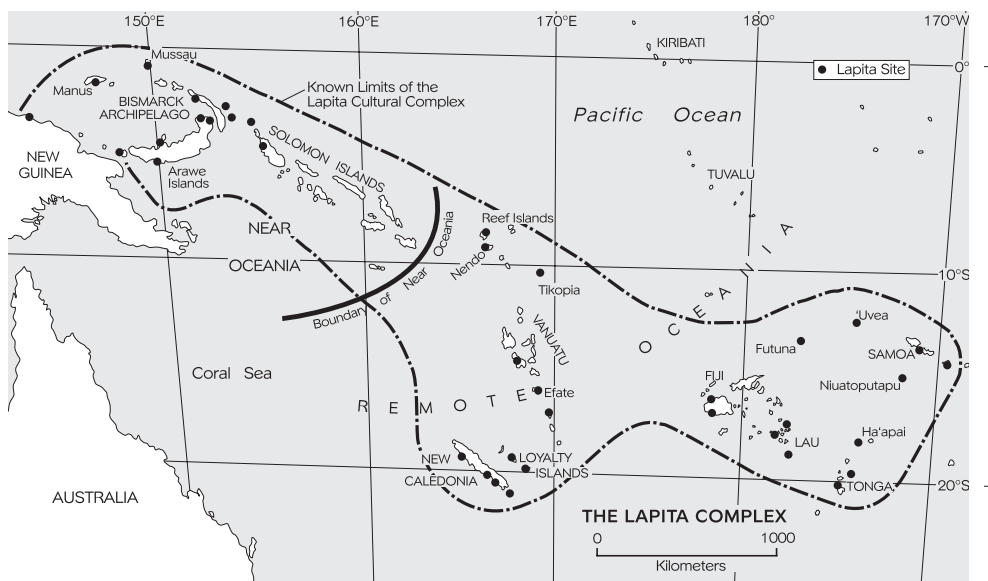 150°E
160°E
170°E
180°
170°W
KIRIBATI
0°
Lapita Site
Mussau
Manus
Known Limits of the
Lapita Cultural Complex
BISMARCK
ARCHIPELAGO
Pacific Ocean
SOLOMON ISLANDS
NEW
GUINEA
Arawe
Islands
TUVALU
NEAR
OCEANIA
Reef Islands
Nendo
Boundary of Near Oceania
Tikopia
10°S
REMOTE OCEANIA
'Uvea
VANUATU
Futuna
SAMOA
Coral Sea
FIJI
Niuatoputapu
Efate
Ha'apai
LAU
NEW
CALEDONIA
LOYALTY
ISLANDS
TONGA
20°S
AUSTRALIA
THE LAPITA COMPLEX
0 1000
Kilometers